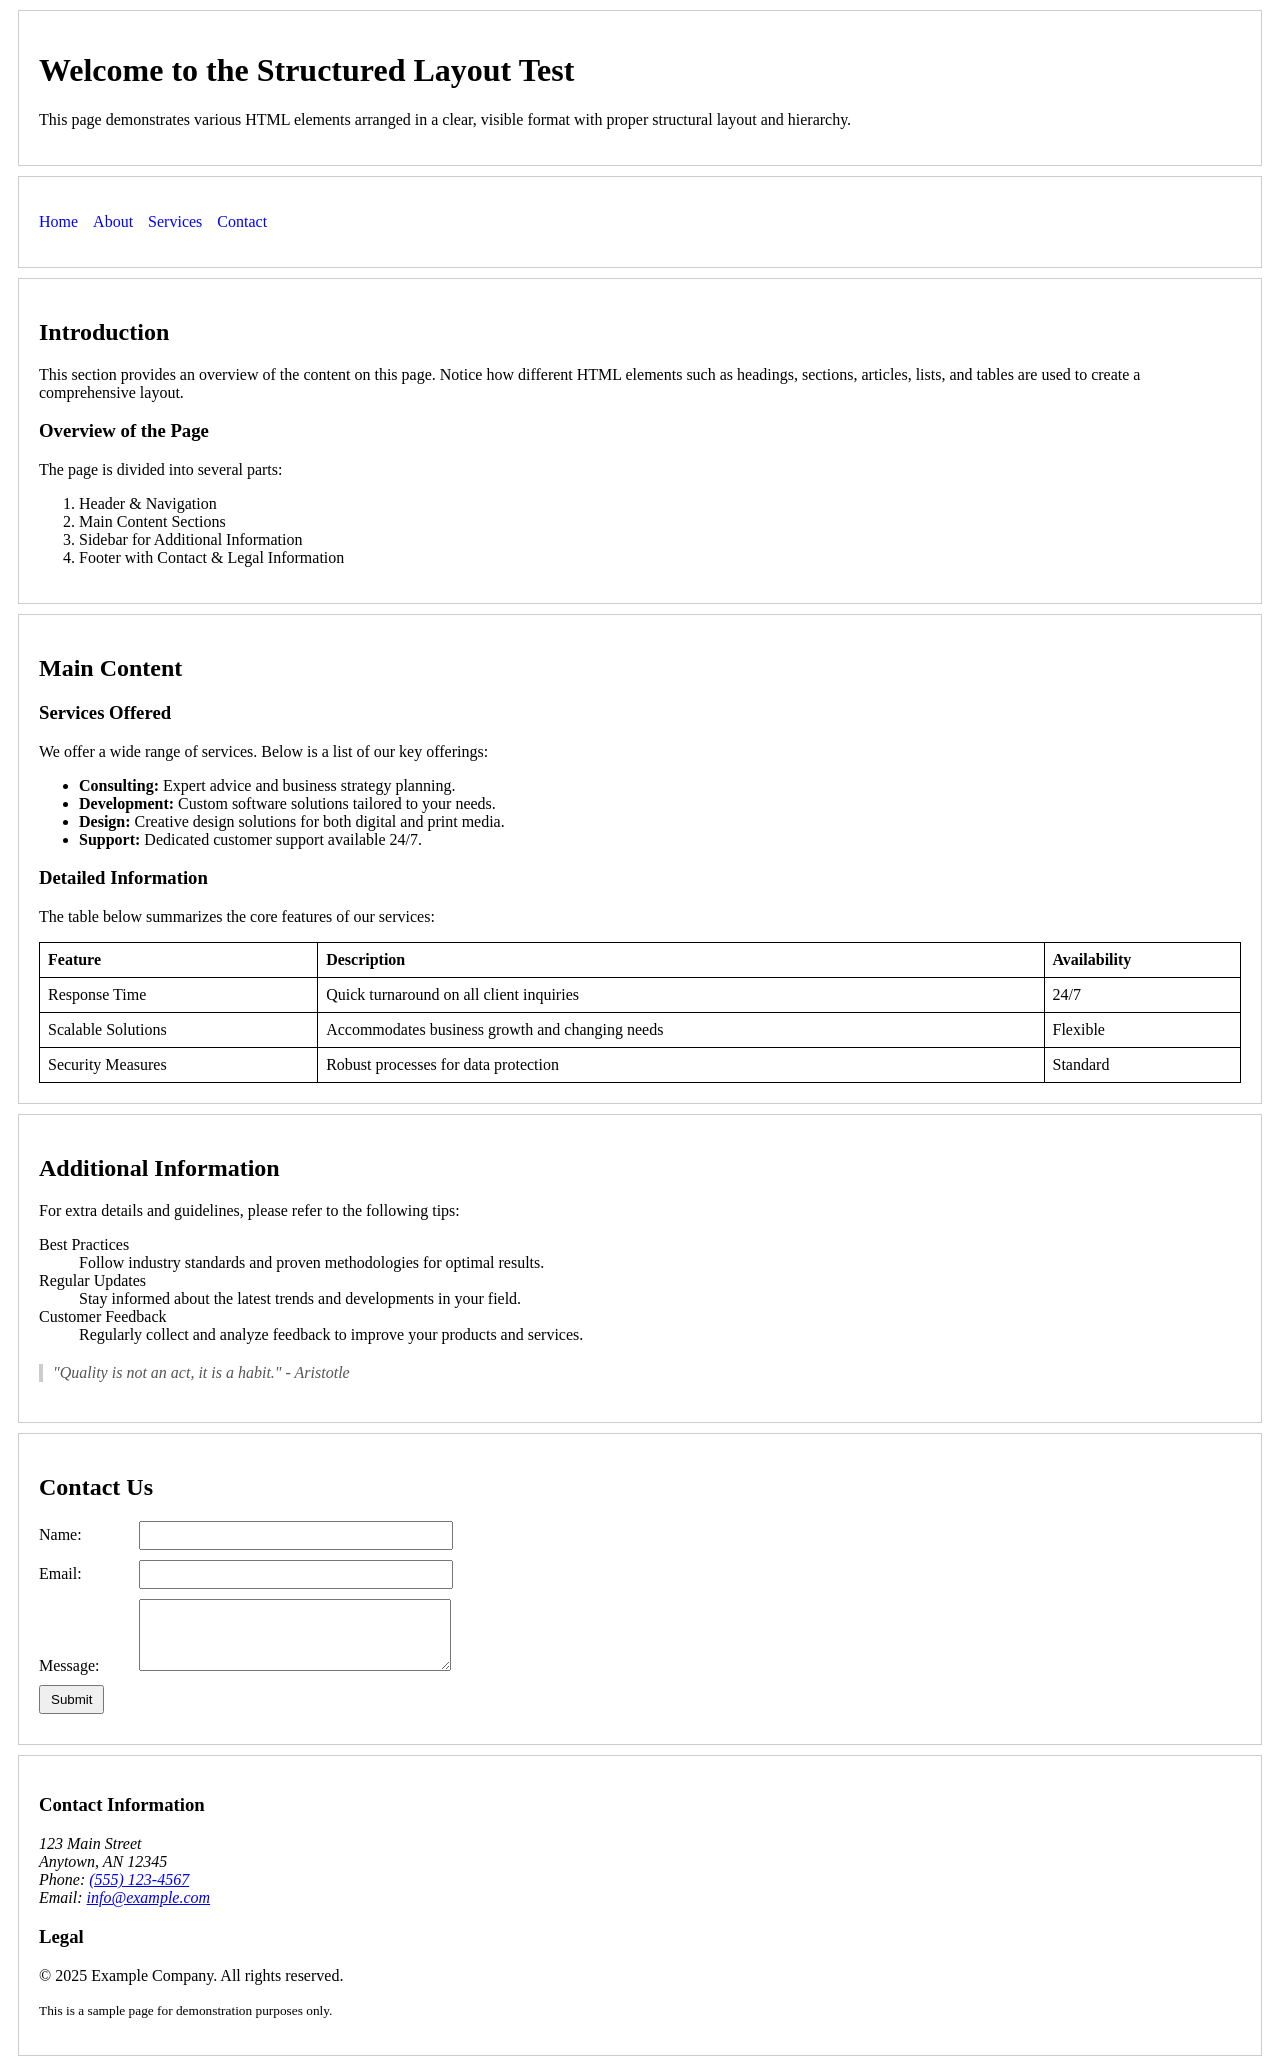 Welcome to the Structured Layout Test
This page demonstrates various HTML elements arranged in a clear, visible format with proper structural layout and hierarchy.
Home About Services Contact
Introduction
This section provides an overview of the content on this page. Notice how different HTML elements such as headings, sections, articles, lists, and tables are used to create a
comprehensive layout.
Overview of the Page
The page is divided into several parts:
1. Header & Navigation
2. Main Content Sections
3. Sidebar for Additional Information
4. Footer with Contact & Legal Information
Main Content
Services Offered
We offer a wide range of services. Below is a list of our key offerings:
• Consulting: Expert advice and business strategy planning.
• Development: Custom software solutions tailored to your needs.
• Design: Creative design solutions for both digital and print media.
• Support: Dedicated customer support available 24/7.
Detailed Information
The table below summarizes the core features of our services:
Feature Description Availability
Response Time Quick turnaround on all client inquiries 24/7
Scalable Solutions Accommodates business growth and changing needs Flexible
Security Measures Robust processes for data protection Standard
Additional Information
For extra details and guidelines, please refer to the following tips:
Best Practices
Follow industry standards and proven methodologies for optimal results.
Regular Updates
Stay informed about the latest trends and developments in your field.
Customer Feedback
Regularly collect and analyze feedback to improve your products and services.
"Quality is not an act, it is a habit." - Aristotle
Contact Us
Name:
Email:
Message:
Submit
Contact Information
123 Main Street
Anytown, AN 12345
Phone: (555) 123-4567
Email: info@example.com
Legal
© 2025 Example Company. All rights reserved.
This is a sample page for demonstration purposes only.